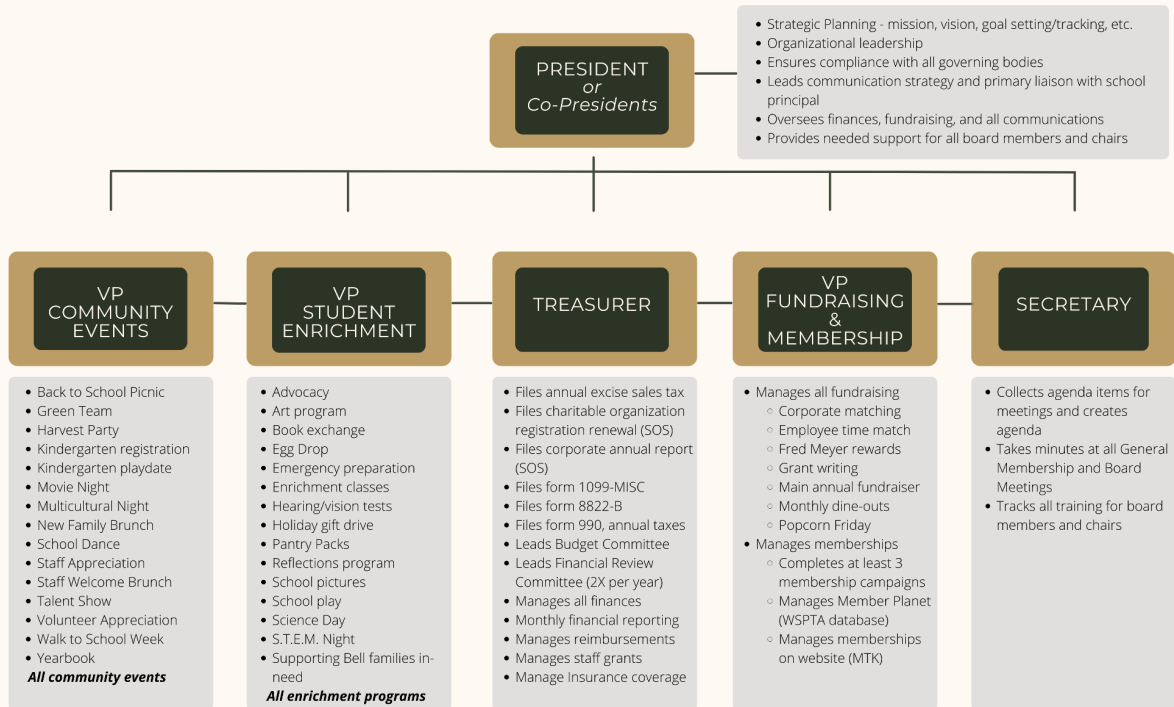 PRESIDENT
or
Co-Presidents
• Strategic Planning - mission, vision, goal setting/tracking, etc.
• Organizational leadership
• Ensures compliance with all governing bodies
• Leads communication strategy and primary liaison with school
principal
• Oversees finances, fundraising, and all communications
• Provides needed support for all board members and chairs
VP
COMMUNITY
EVENTS
• Back to School Picnic
• Green Team
• Harvest Party
• Kindergarten registration
• Kindergarten playdate
• Movie Night
• Multicultural Night
• New Family Brunch
• School Dance
• Staff Appreciation
• Staff Welcome Brunch
• Talent Show
• Volunteer Appreciation
• Walk to School Week
• Yearbook
All community events
VP
STUDENT
ENRICHMENT
• Advocacy
• Art program
• Book exchange
• Egg Drop
• Emergency preparation
• Enrichment classes
• Hearing/vision tests
• Holiday gift drive
• Pantry Packs
• Reflections program
• School pictures
• School play
• Science Day
• S.T.E.M. Night
• Supporting Bell families in-
need
All enrichment programs
TREASURER
• Files annual excise sales tax
• Files charitable organization
registration renewal (SOS)
• Files corporate annual report
(SOS)
• Files form 1099-MISC
• Files form 8822-B
• Files form 990, annual taxes
• Leads Budget Committee
• Leads Financial Review
Committee (2X per year)
• Manages all finances
• Monthly financial reporting
• Manages reimbursements
• Manages staff grants
• Manage Insurance coverage
VP
FUNDRAISING
&
MEMBERSHIP
• Manages all fundraising
○ Corporate matching
○ Employee time match
○ Fred Meyer rewards
○ Grant writing
○ Main annual fundraiser
○ Monthly dine-outs
○ Popcorn Friday
• Manages memberships
○ Completes at least 3
membership campaigns
○ Manages Member Planet
(WSPTA database)
○ Manages memberships
on website (MTK)
SECRETARY
• Collects agenda items for
meetings and creates
agenda
• Takes minutes at all General
Membership and Board
Meetings
• Tracks all training for board
members and chairs